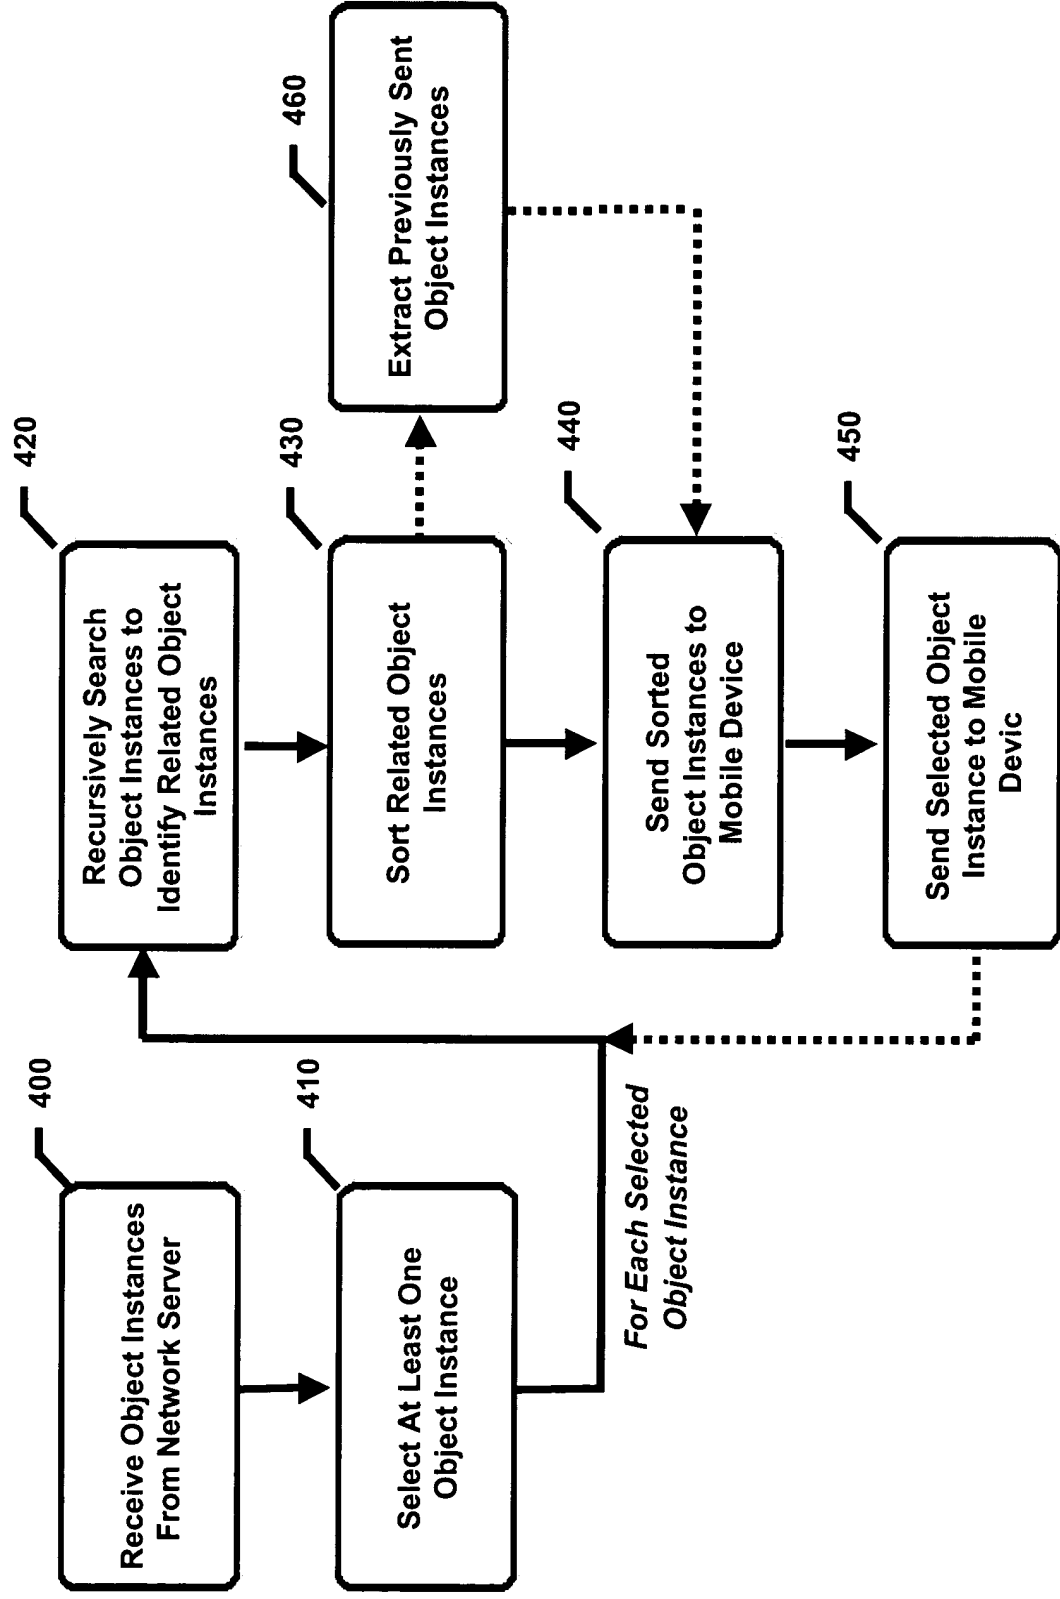 400
Receive Object Instances
From Network Server
410
Select At Least One
Object Instance
For Each Selected
Object Instance
420
Recursively Search
Object Instances to
Identify Related Object
Instances
430
Sort Related Object
Instances
440
Send Sorted
Object Instances to
Mobile Device
450
Send Selected Object
Instance to Mobile
Devic
460
Extract Previously Sent
Object Instances